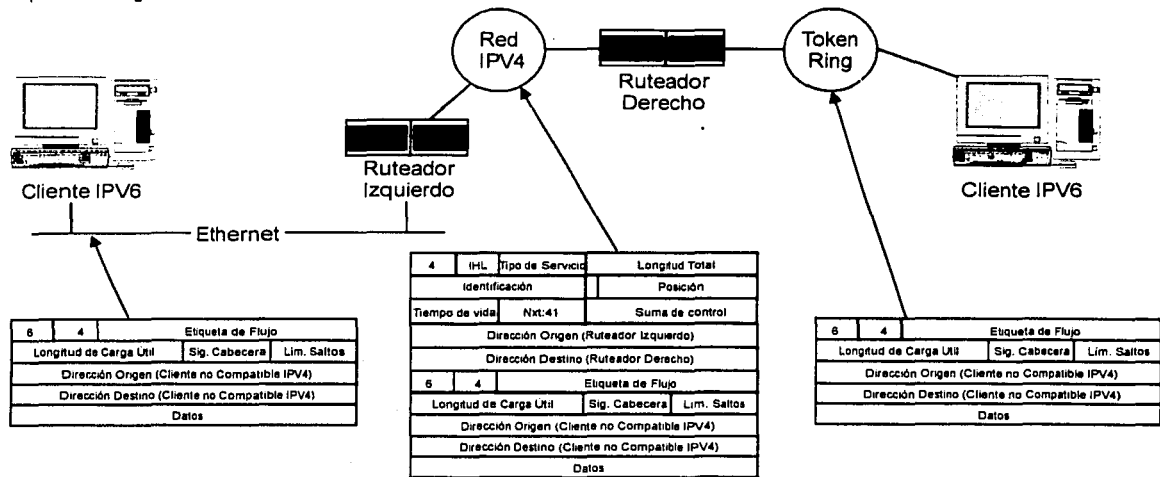 Red
IPV4
Token
Ring
Ruteador
Derecho
Ruteador
Izquierdo
Cliente IPV6
Cliente IPV6
Ethernet
6 4 Etiqueta de Flujo
Longitud de Carga Útil Sig. Cabecera Lím. Saltos
Dirección Origen (Cliente no Compatible IPV4)
Dirección Destino (Cliente no Compatible IPV4)
Datos
4 IHL Tipo de Servicio Longitud Total
Identificación Posición
Tiempo de vida Nxt:41 Suma de control
Dirección Origen (Ruteador Izquierdo)
Dirección Destino (Ruteador Derecho)
6 4 Etiqueta de Flujo
Longitud de Carga Útil Sig. Cabecera Lím. Saltos
Dirección Origen (Cliente no Compatible IPV4)
Dirección Destino (Cliente no Compatible IPV4)
Datos
6 4 Etiqueta de Flujo
Longitud de Carga Útil Sig. Cabecera Lím. Saltos
Dirección Origen (Cliente no Compatible IPV4)
Dirección Destino (Cliente no Compatible IPV4)
Datos